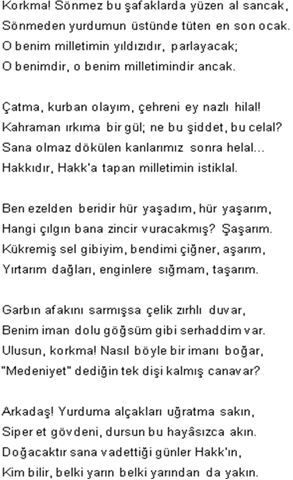 Korkma! Sönmez bu şafaklarda yüzen al sancak,
Sönmeden yurdumun üstünde tüten en son ocak.
O benim milletimin yıldızıdır, parlayacak;
O benimdir, o benim milletimindir ancak.

Çatma, kurban olayım, çehreni ey nazlı hilal!
Kahraman ırkıma bir gül; ne bu şiddet, bu celal?
Sana olmaz dökülen kanlarımız sonra helal...
Hakkıdır, Hakk'a tapan milletimin istiklal.

Ben ezelden beridir hür yaşadım, hür yaşarım,
Hangi çılgın bana zincir vuracakmış? Şaşarım.
Kükremiş sel gibiyim, bendimi çiğner, aşarım,
Yırtarım dağları, enginlere sığmam, taşarım.

Garbın afakını sarmışsa çelik zırhlı duvar,
Benim iman dolu göğsüm gibi serhaddim var.
Ulusun, korkma! Nasıl böyle bir imanı boğar,
"Medeniyet" dediğin tek dişi kalmış canavar?

Arkadaş! Yurduma alçakları uğratma sakın,
Siper et gövdeni, dursun bu hayâsızca akın.
Doğacaktır sana vadettiği günler Hakk'ın,
Kim bilir, belki yarın belki yarından da yakın.